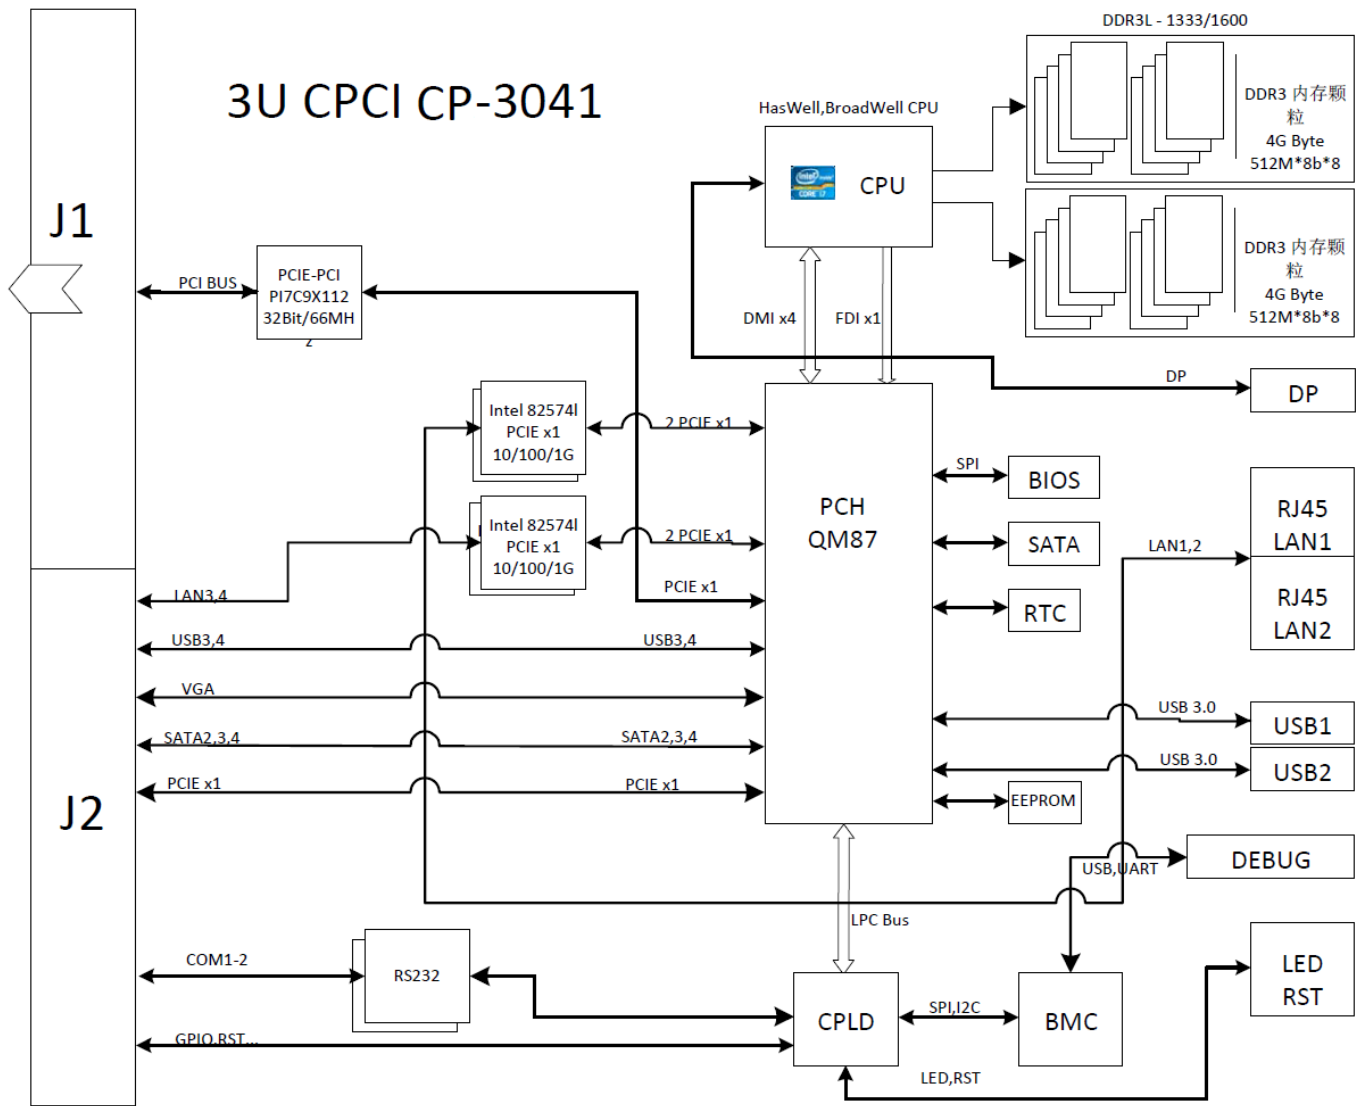 DDR3L - 1333/1600
3U CPCI CP-3041
HasWell,BroadWell CPU
intel inside
CORE i7
CPU
DDR3 内存颗
粒
4G Byte
512M*8b*8
DDR3 内存颗
粒
4G Byte
512M*8b*8
J1
PCI BUS
PCIE-PCI
PI7C9X112
32Bit/66MH
z
DMI x4
FDI x1
DP
DP
Intel 82574l
PCIE x1
10/100/1G
2 PCIE x1
SPI
BIOS
PCH
QM87
RJ45
LAN1
Intel 82574l
PCIE x1
10/100/1G
2 PCIE x1
SATA
LAN1,2
LAN3,4
PCIE x1
RTC
RJ45
LAN2
USB3,4
USB3,4
VGA
USB 3.0
USB1
SATA2,3,4
SATA2,3,4
USB 3.0
USB2
PCIE x1
PCIE x1
EEPROM
J2
USB,UART
DEBUG
LPC Bus
COM1-2
RS232
LED
RST
CPLD
SPI,I2C
BMC
GPIO,RST...
LED,RST